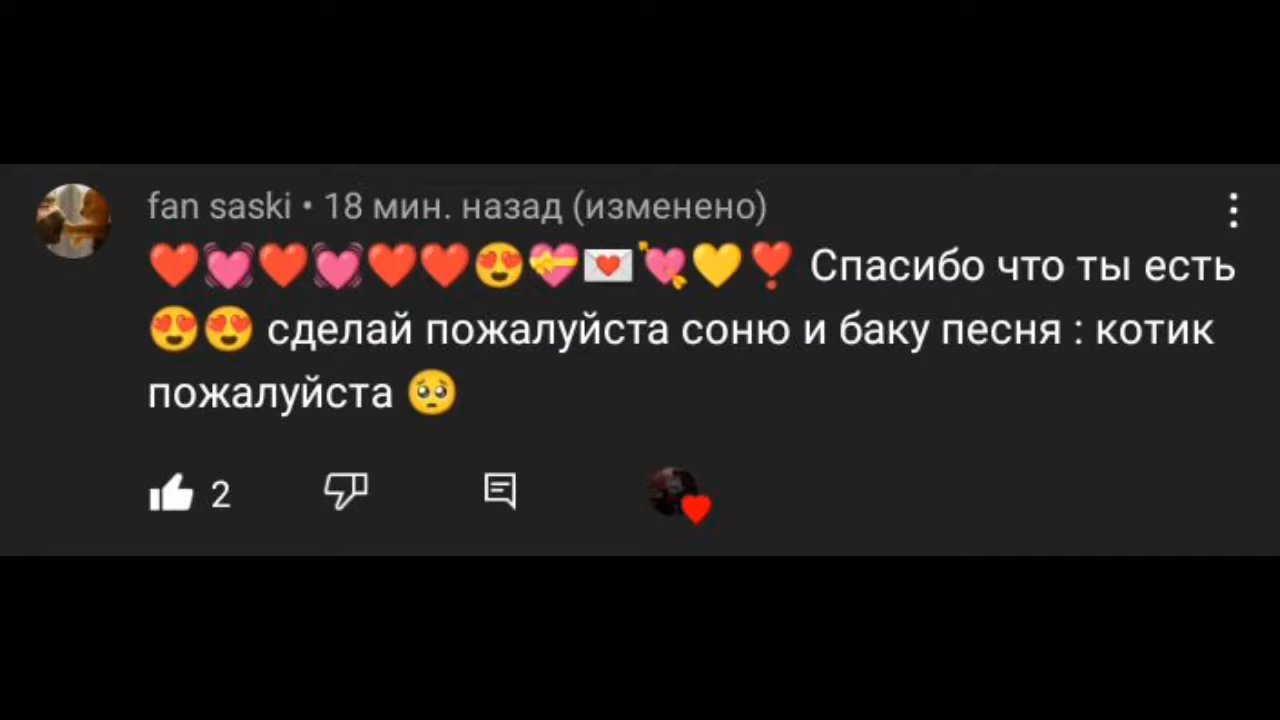 fan saski • 18 мин. назад (изменено)
❤️💓❤️💓❤️❤️😍💝💌💘💛❣️ Спасибо что ты есть
😍😍 сделай пожалуйста соню и баку песня : котик
пожалуйста 🥺
2